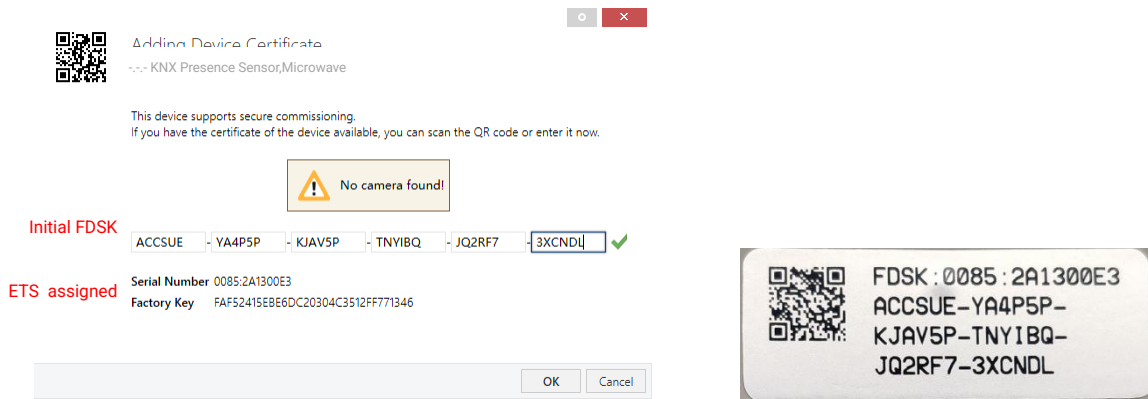 Adding Device Certificate
-.-.- KNX Presence Sensor,Microwave
This device supports secure commissioning.
If you have the certificate of the device available, you can scan the QR code or enter it now.
No camera found!
Initial FDSK
ACCSUE - YA4P5P - KJAV5P - TNYIBQ - JQ2RF7 - 3XCNDL
ETS assigned
Serial Number 0085:2A1300E3
Factory Key FAF52415EBE6DC20304C3512FF771346
OK Cancel
FDSK:0085:2A1300E3
ACCSUE-YA4P5P-
KJAV5P-TNYIBQ-
JQ2RF7-3XCNDL